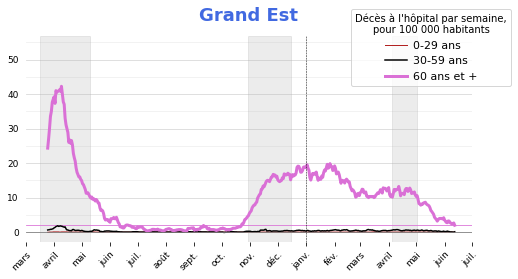 Grand Est
Décès à l'hôpital par semaine,
pour 100 000 habitants
0-29 ans
30-59 ans
60 ans et +
50
40
30
20
10
0
mars
avril
mai
juin
juil.
août
sept.
oct.
nov.
déc.
janv.
fév.
mars
avril
mai
juin
juil.